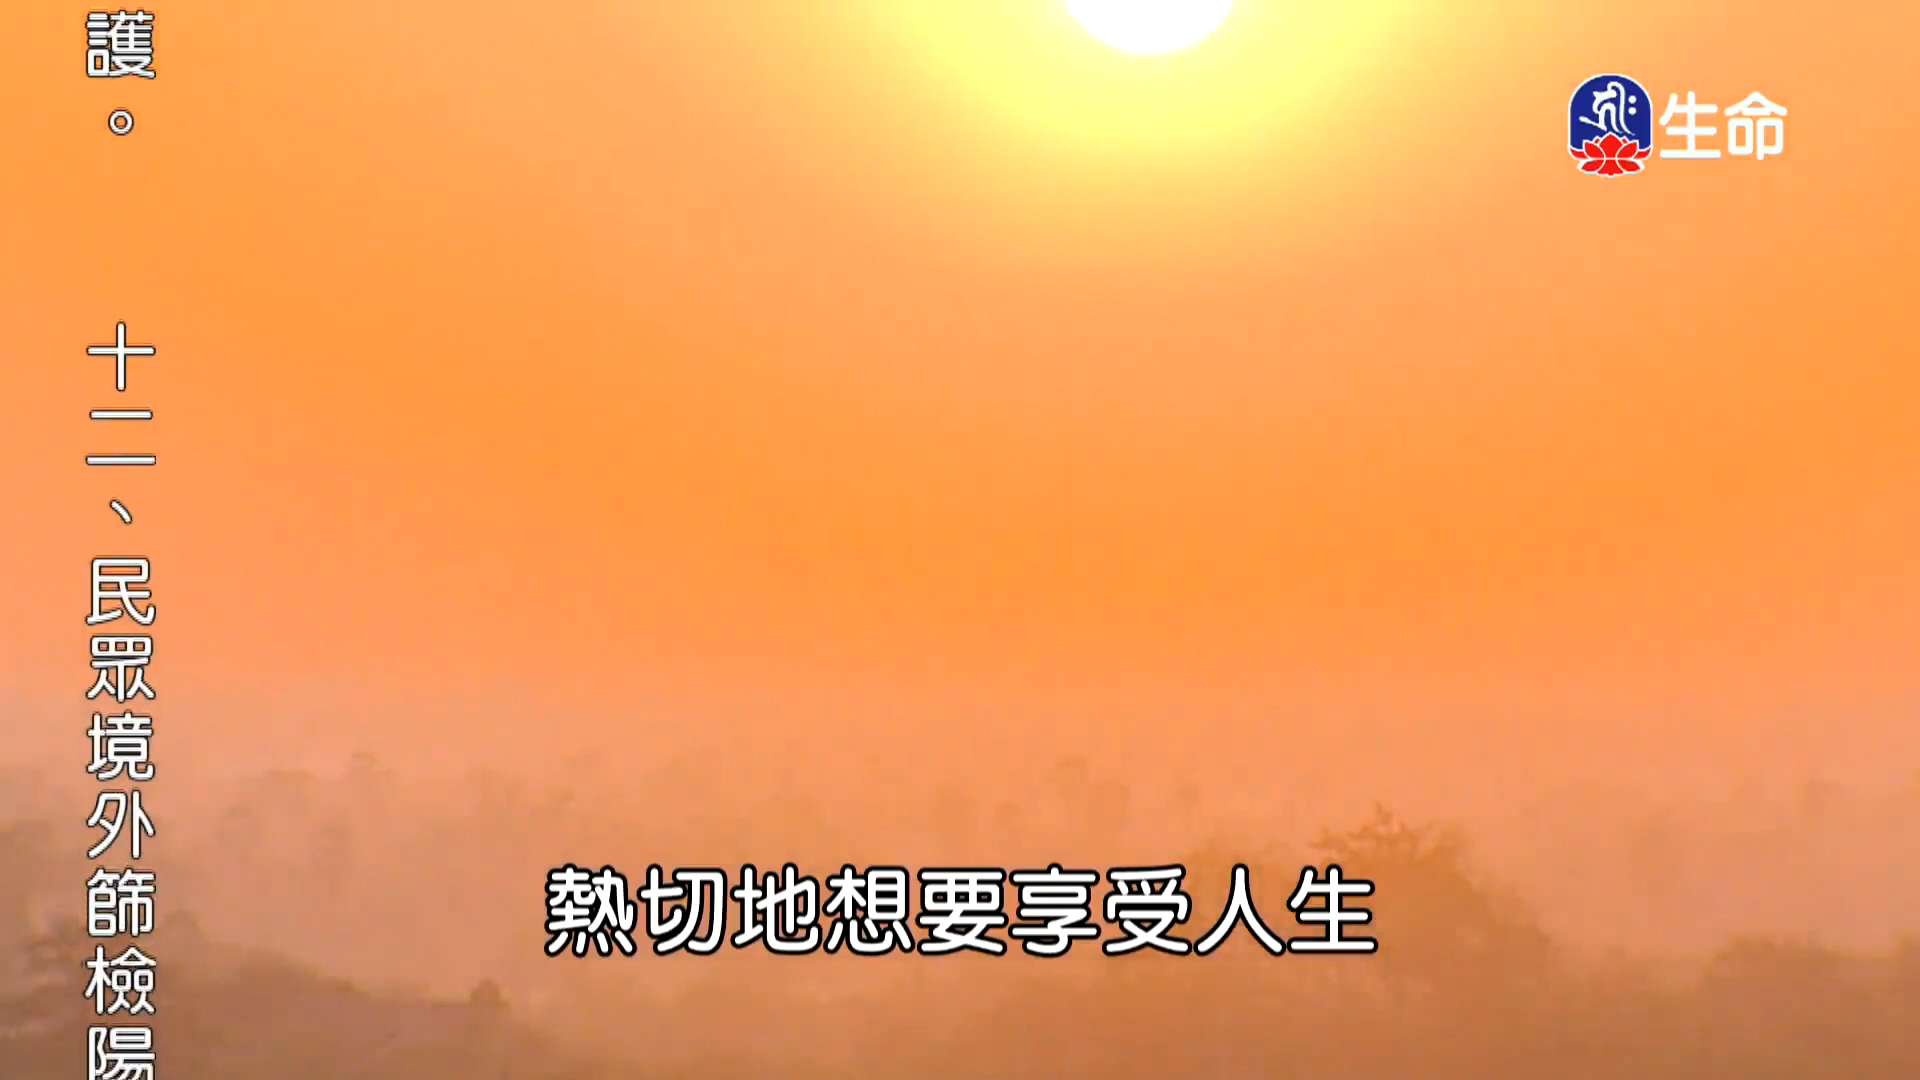 護。 十二、民眾境外篩檢陽
生命
熱切地想要享受人生